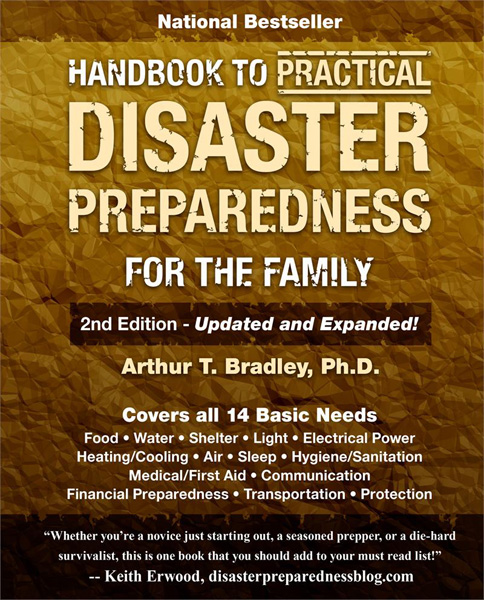 National Bestseller
HANDBOOK TO PRACTICAL
DISASTER
PREPAREDNESS
FOR THE FAMILY
2nd Edition - Updated and Expanded!
Arthur T. Bradley, Ph.D.
Covers all 14 Basic Needs
Food • Water • Shelter • Light • Electrical Power
Heating/Cooling • Air • Sleep • Hygiene/Sanitation
Medical/First Aid • Communication
Financial Preparedness • Transportation • Protection
“Whether you’re a novice just starting out, a seasoned prepper, or a die-hard
survivalist, this is one book that you should add to your must read list!”
-- Keith Erwood, disasterpreparednessblog.com